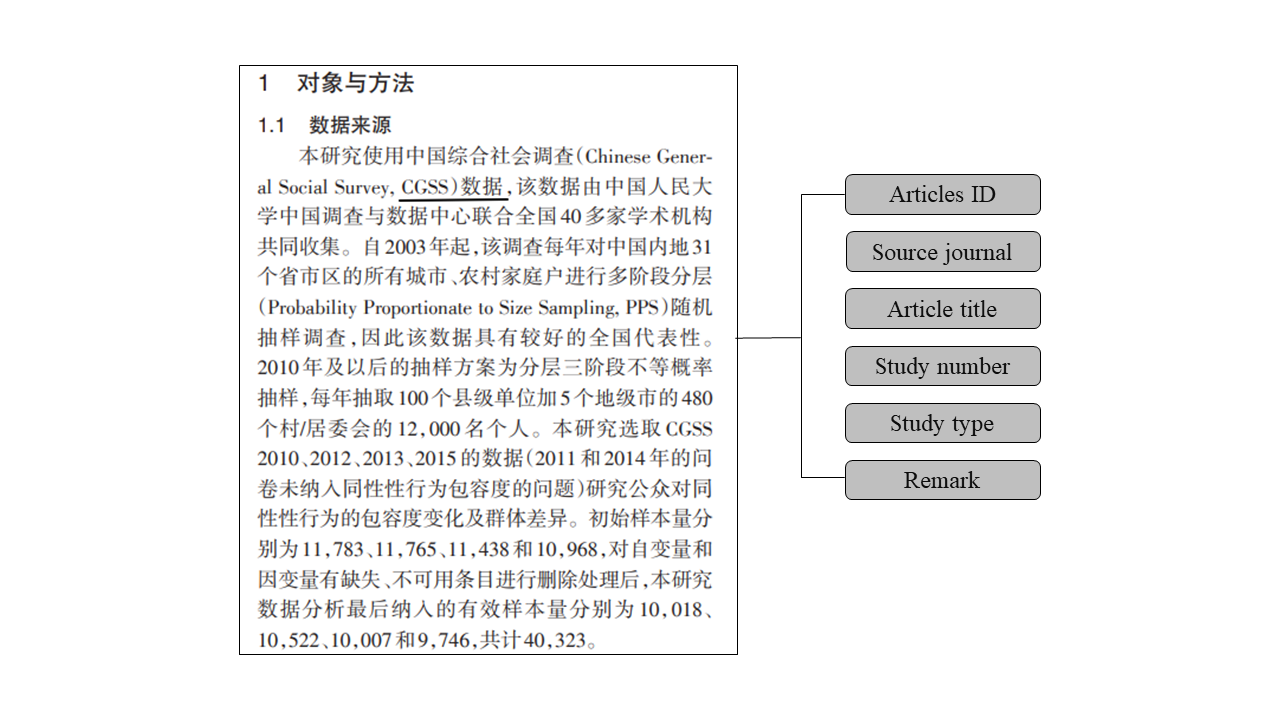 1 对象与方法
1.1 数据来源
本研究使用中国综合社会调查(Chinese Gener-
al Social Survey, CGSS)数据,该数据由中国人民大
学中国调查与数据中心联合全国40多家学术机构
共同收集。自2003年起,该调查每年对中国内地31
个省市区的所有城市、农村家庭户进行多阶段分层
(Probability Proportionate to Size Sampling, PPS)随机
抽样调查,因此该数据具有较好的全国代表性。
2010年及以后的抽样方案为分层三阶段不等概率
抽样,每年抽取100个县级单位加5个地级市的480
个村/居委会的12,000名个人。本研究选取CGSS
2010、2012、2013、2015的数据(2011和2014年的问
卷未纳入同性性行为包容度的问题)研究公众对同
性性行为的包容度变化及群体差异。初始样本量分
别为11,783、11,765、11,438和10,968,对自变量和
因变量有缺失、不可用条目进行删除处理后,本研究
数据分析最后纳入的有效样本量分别为10,018、
10,522、10,007和9,746,共计40,323。
Articles ID
Source journal
Article title
Study number
Study type
Remark